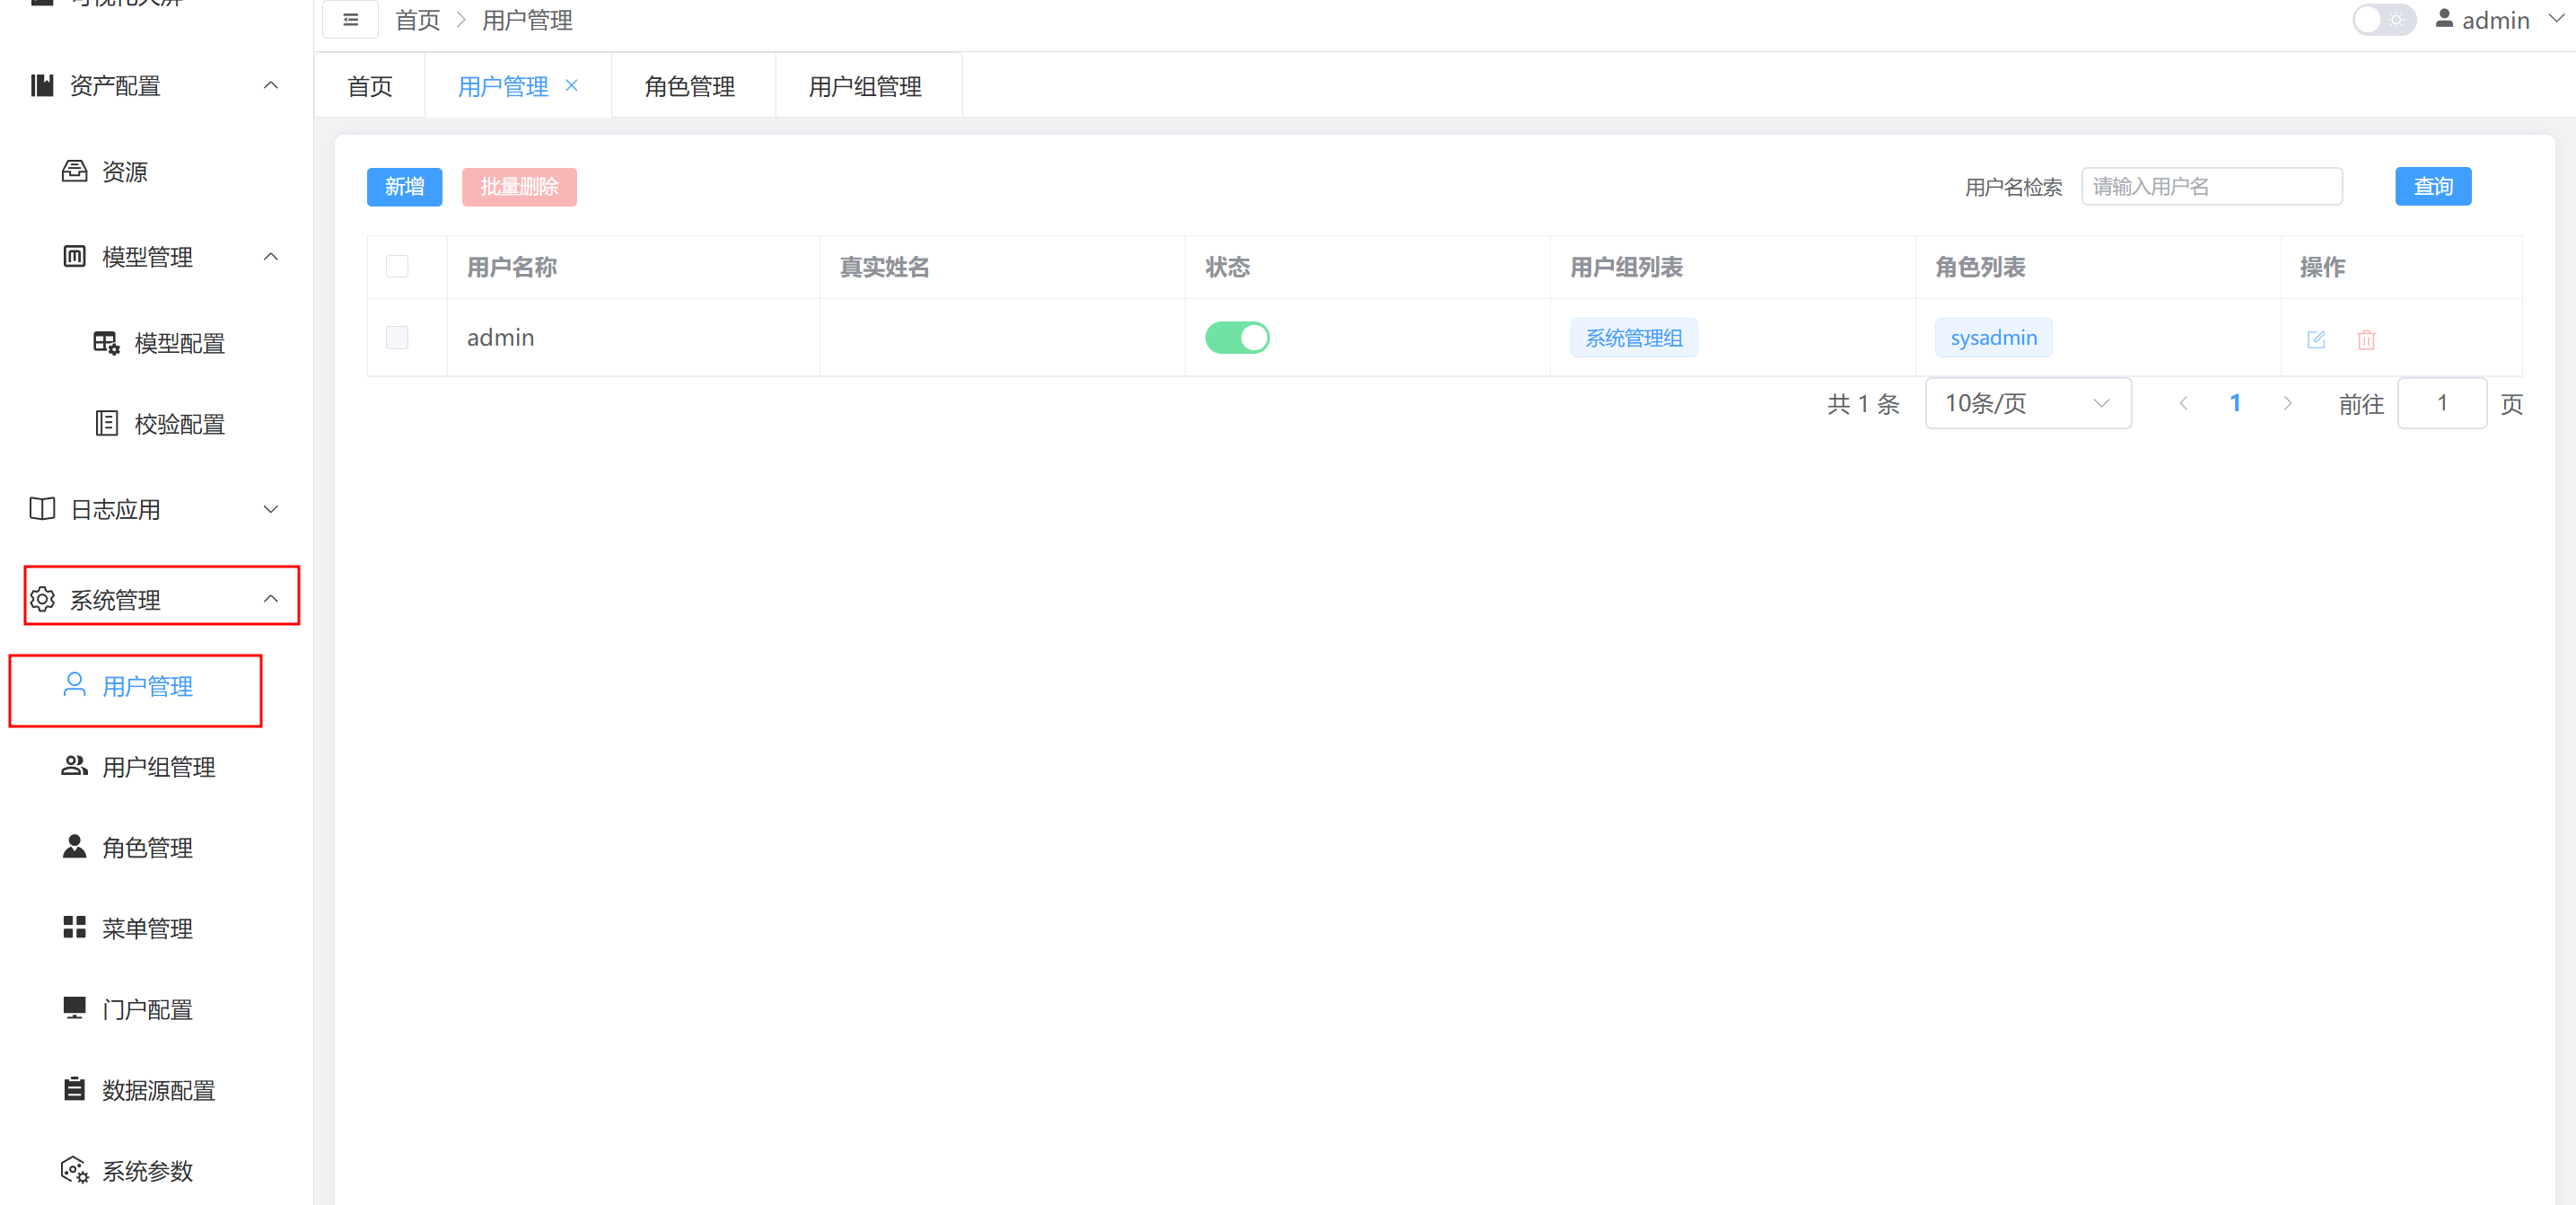 首页 > 用户管理
admin
资产配置
资源
模型管理
模型配置
校验配置
日志应用
系统管理
用户管理
用户组管理
角色管理
菜单管理
门户配置
数据源配置
系统参数
首页 用户管理 × 角色管理 用户组管理
新增 批量删除 用户名检索 请输入用户名 查询
用户名称 真实姓名 状态 用户组列表 角色列表 操作
admin 系统管理组 sysadmin
共 1 条 10条/页 < 1 > 前往 1 页